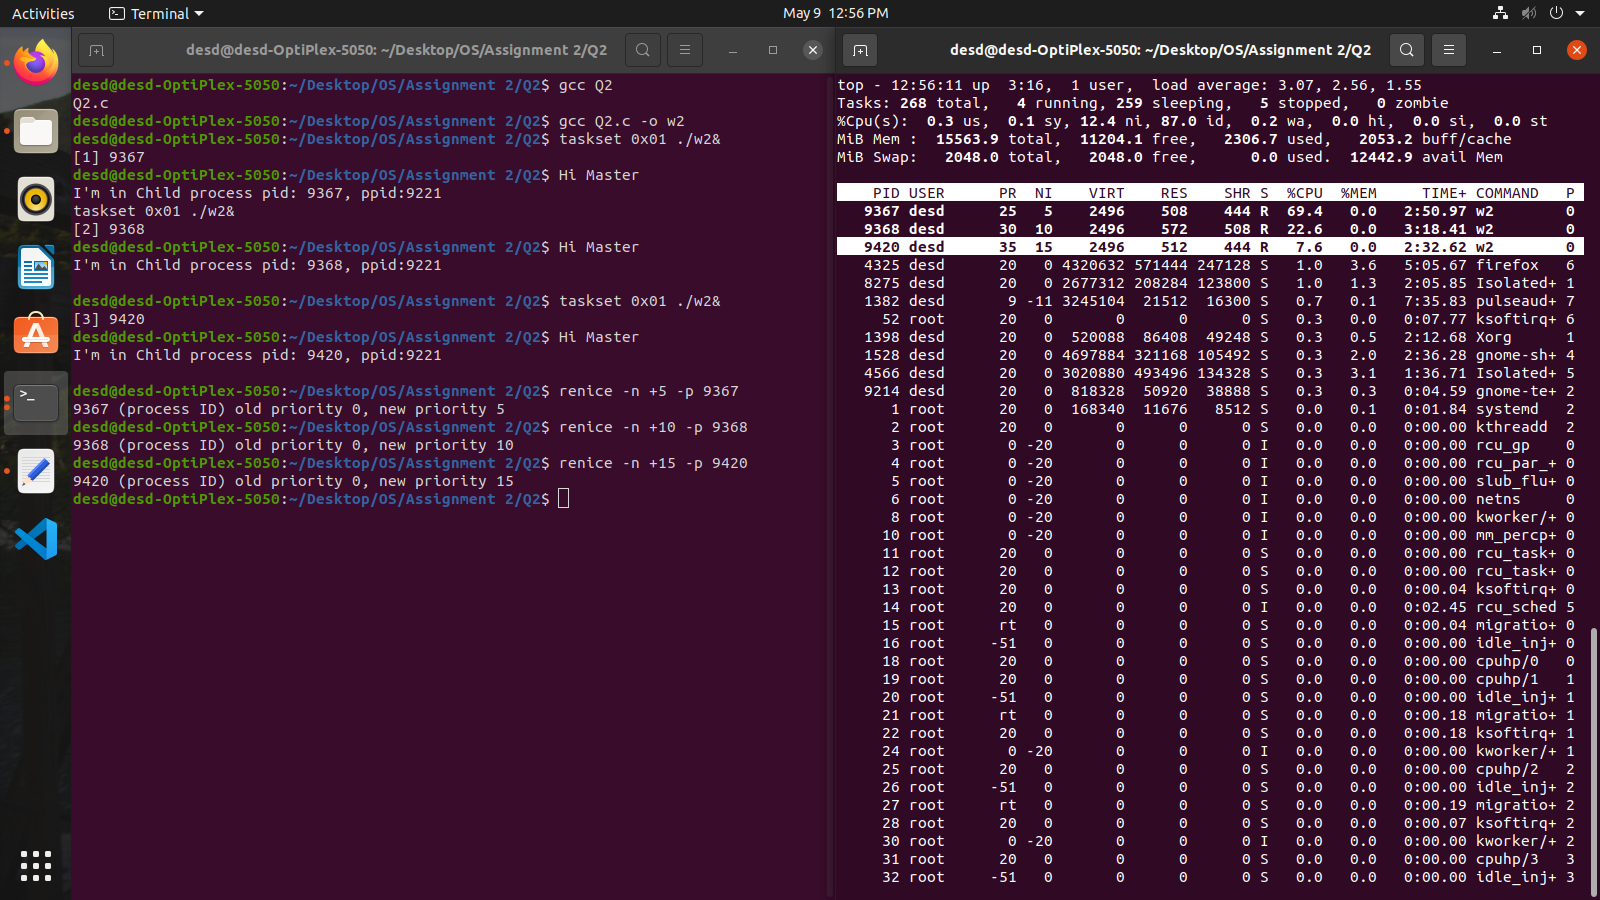 Activities
Terminal
May 9 12:56 PM
desd@desd-OptiPlex-5050: ~/Desktop/OS/Assignment 2/Q2
desd@desd-OptiPlex-5050:~/Desktop/OS/Assignment 2/Q2$ gcc Q2
Q2.c
desd@desd-OptiPlex-5050:~/Desktop/OS/Assignment 2/Q2$ gcc Q2.c -o w2
desd@desd-OptiPlex-5050:~/Desktop/OS/Assignment 2/Q2$ taskset 0x01 ./w2&
[1] 9367
desd@desd-OptiPlex-5050:~/Desktop/OS/Assignment 2/Q2$ Hi Master
I'm in Child process pid: 9367, ppid:9221
taskset 0x01 ./w2&
[2] 9368
desd@desd-OptiPlex-5050:~/Desktop/OS/Assignment 2/Q2$ Hi Master
I'm in Child process pid: 9368, ppid:9221
desd@desd-OptiPlex-5050:~/Desktop/OS/Assignment 2/Q2$ taskset 0x01 ./w2&
[3] 9420
desd@desd-OptiPlex-5050:~/Desktop/OS/Assignment 2/Q2$ Hi Master
I'm in Child process pid: 9420, ppid:9221
desd@desd-OptiPlex-5050:~/Desktop/OS/Assignment 2/Q2$ renice -n +5 -p 9367
9367 (process ID) old priority 0, new priority 5
desd@desd-OptiPlex-5050:~/Desktop/OS/Assignment 2/Q2$ renice -n +10 -p 9368
9368 (process ID) old priority 0, new priority 10
desd@desd-OptiPlex-5050:~/Desktop/OS/Assignment 2/Q2$ renice -n +15 -p 9420
9420 (process ID) old priority 0, new priority 15
desd@desd-OptiPlex-5050:~/Desktop/OS/Assignment 2/Q2$
desd@desd-OptiPlex-5050: ~/Desktop/OS/Assignment 2/Q2
top - 12:56:11 up  3:16,  1 user,  load average: 3.07, 2.56, 1.55
Tasks: 268 total,   4 running, 259 sleeping,   5 stopped,   0 zombie
%Cpu(s):  0.3 us,  0.1 sy, 12.4 ni, 87.0 id,  0.2 wa,  0.0 hi,  0.0 si,  0.0 st
MiB Mem :  15563.9 total,  11204.1 free,   2306.7 used,   2053.2 buff/cache
MiB Swap:   2048.0 total,   2048.0 free,      0.0 used.  12442.9 avail Mem
PID USER PR NI VIRT RES SHR S %CPU %MEM TIME+ COMMAND P
9367 desd 25 5 2496 508 444 R 69.4 0.0 2:50.97 w2 0
9368 desd 30 10 2496 572 508 R 22.6 0.0 3:18.41 w2 0
9420 desd 35 15 2496 512 444 R 7.6 0.0 2:32.62 w2 0
4325 desd 20 0 4320632 571444 247128 S 1.0 3.6 5:05.67 firefox 6
8275 desd 20 0 2677312 208284 123800 S 1.0 1.3 2:05.85 Isolated+ 1
1382 desd 9 -11 3245104 21512 16300 S 0.7 0.1 7:35.83 pulseaud+ 7
52 root 20 0 0 0 0 S 0.3 0.0 0:07.77 ksoftirq+ 6
1398 desd 20 0 520088 86408 49248 S 0.3 0.5 2:12.68 Xorg 1
1528 desd 20 0 4697884 321168 105492 S 0.3 2.0 2:36.28 gnome-sh+ 4
4566 desd 20 0 3020880 493496 134328 S 0.3 3.1 1:36.71 Isolated+ 5
9214 desd 20 0 818328 50920 38888 S 0.3 0.3 0:04.59 gnome-te+ 2
1 root 20 0 168340 11676 8512 S 0.0 0.1 0:01.84 systemd 2
2 root 20 0 0 0 0 S 0.0 0.0 0:00.00 kthreadd 2
3 root 0 -20 0 0 0 I 0.0 0.0 0:00.00 rcu_gp 0
4 root 0 -20 0 0 0 I 0.0 0.0 0:00.00 rcu_par_+ 0
5 root 0 -20 0 0 0 I 0.0 0.0 0:00.00 slub_flu+ 0
6 root 0 -20 0 0 0 I 0.0 0.0 0:00.00 netns 0
8 root 0 -20 0 0 0 I 0.0 0.0 0:00.00 kworker/+ 0
10 root 0 -20 0 0 0 I 0.0 0.0 0:00.00 mm_percp+ 0
11 root 20 0 0 0 0 S 0.0 0.0 0:00.00 rcu_task+ 0
12 root 20 0 0 0 0 S 0.0 0.0 0:00.00 rcu_task+ 0
13 root 20 0 0 0 0 S 0.0 0.0 0:00.04 ksoftirq+ 0
14 root 20 0 0 0 0 I 0.0 0.0 0:02.45 rcu_sched 5
15 root rt 0 0 0 0 S 0.0 0.0 0:00.04 migratio+ 0
16 root -51 0 0 0 0 S 0.0 0.0 0:00.00 idle_inj+ 0
18 root 20 0 0 0 0 S 0.0 0.0 0:00.00 cpuhp/0 0
19 root 20 0 0 0 0 S 0.0 0.0 0:00.00 cpuhp/1 1
20 root -51 0 0 0 0 S 0.0 0.0 0:00.00 idle_inj+ 1
21 root rt 0 0 0 0 S 0.0 0.0 0:00.18 migratio+ 1
22 root 20 0 0 0 0 S 0.0 0.0 0:00.18 ksoftirq+ 1
24 root 0 -20 0 0 0 I 0.0 0.0 0:00.00 kworker/+ 1
25 root 20 0 0 0 0 S 0.0 0.0 0:00.00 cpuhp/2 2
26 root -51 0 0 0 0 S 0.0 0.0 0:00.00 idle_inj+ 2
27 root rt 0 0 0 0 S 0.0 0.0 0:00.19 migratio+ 2
28 root 20 0 0 0 0 S 0.0 0.0 0:00.07 ksoftirq+ 2
30 root 0 -20 0 0 0 I 0.0 0.0 0:00.00 kworker/+ 2
31 root 20 0 0 0 0 S 0.0 0.0 0:00.00 cpuhp/3 3
32 root -51 0 0 0 0 S 0.0 0.0 0:00.00 idle_inj+ 3